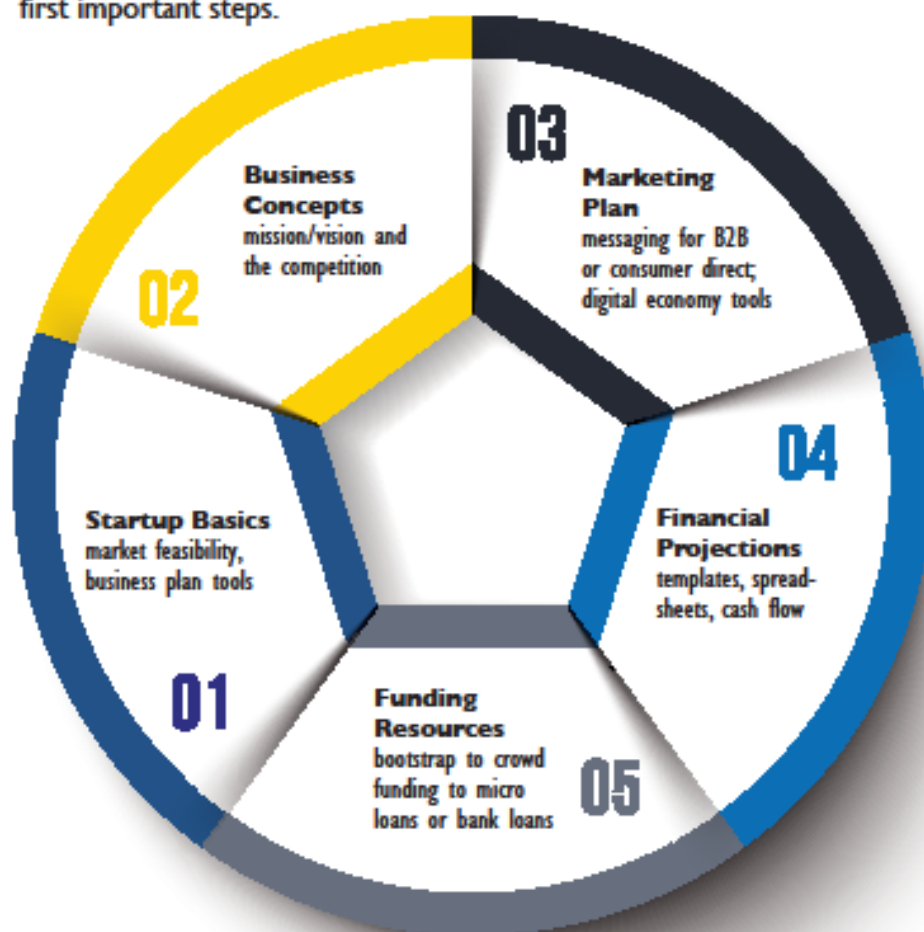 first important steps.
03
Business
Concepts
mission/vision and
the competition
02
Marketing
Plan
messaging for B2B
or consumer direct;
digital economy tools
04
Startup Basics
market feasibility,
business plan tools
01
Financial
Projections
templates, spread-
sheets, cash flow
Funding
Resources
bootstrap to crowd
funding to micro
loans or bank loans
05